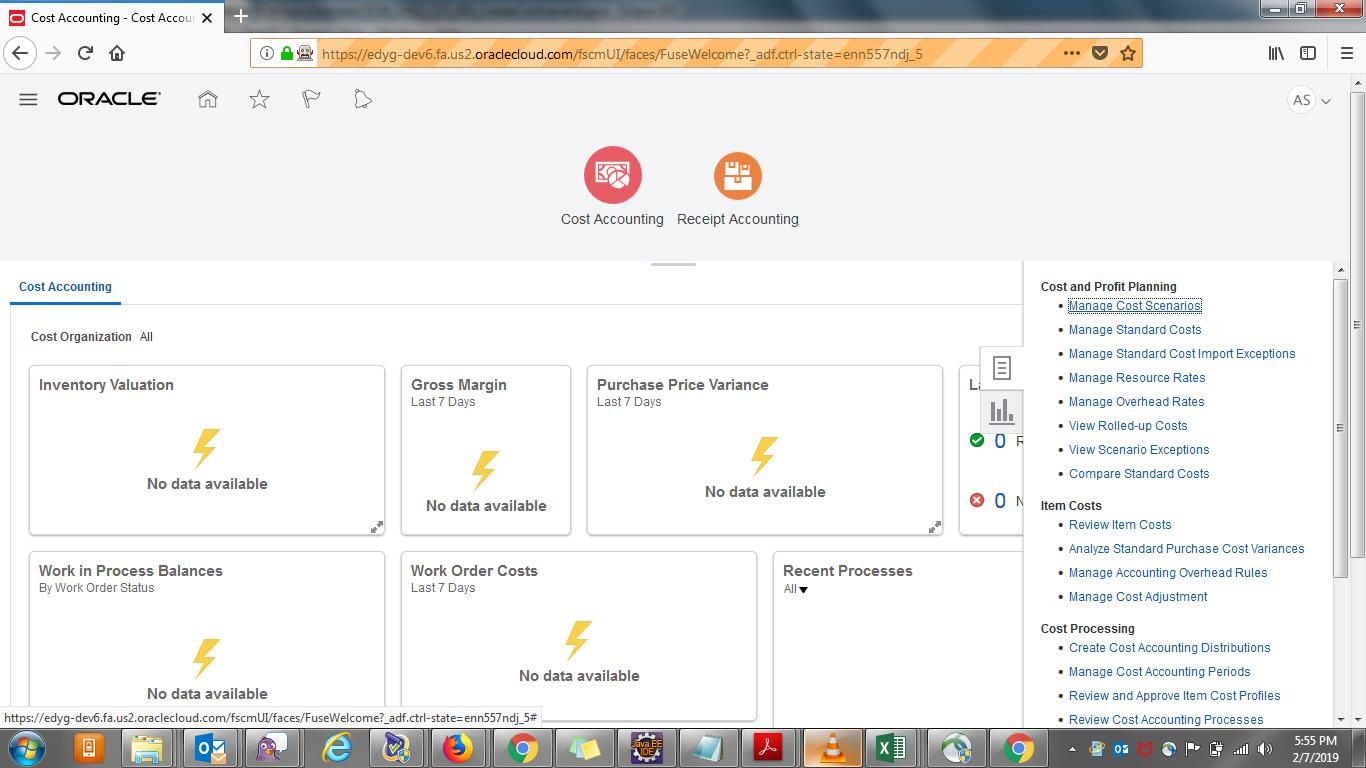 Cost Accounting - Cost Accoun
https://edyg-dev6.fa.us2.oraclecloud.com/fscmUI/faces/FuseWelcome?_adf.ctrl-state=enn557ndj_5
ORACLE
AS
Cost Accounting
Receipt Accounting
Cost Accounting
Cost Organization All
Inventory Valuation
No data available
Gross Margin
Last 7 Days
No data available
Purchase Price Variance
Last 7 Days
No data available
La
0 R
0 N
Work in Process Balances
By Work Order Status
No data available
Work Order Costs
Last 7 Days
No data available
Recent Processes
All
Cost and Profit Planning
Manage Cost Scenarios
Manage Standard Costs
Manage Standard Cost Import Exceptions
Manage Resource Rates
Manage Overhead Rates
View Rolled-up Costs
View Scenario Exceptions
Compare Standard Costs
Item Costs
Review Item Costs
Analyze Standard Purchase Cost Variances
Manage Accounting Overhead Rules
Manage Cost Adjustment
Cost Processing
Create Cost Accounting Distributions
Manage Cost Accounting Periods
Review and Approve Item Cost Profiles
Review Cost Accounting Processes
https://edyg-dev6.fa.us2.oraclecloud.com/fscmUI/faces/FuseWelcome?_adf.ctrl-state=enn557ndj_5#
Java EE
IDE
5:55 PM
2/7/2019